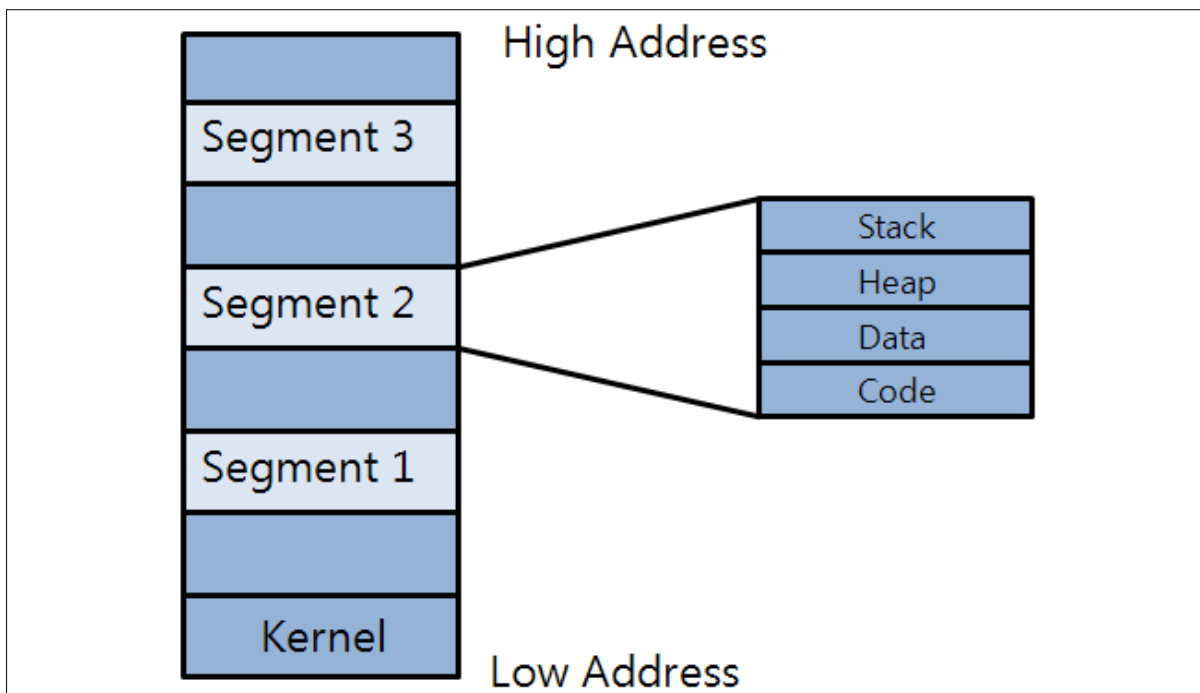 High Address
Segment 3
Segment 2
Segment 1
Kernel
Low Address
Stack
Heap
Data
Code